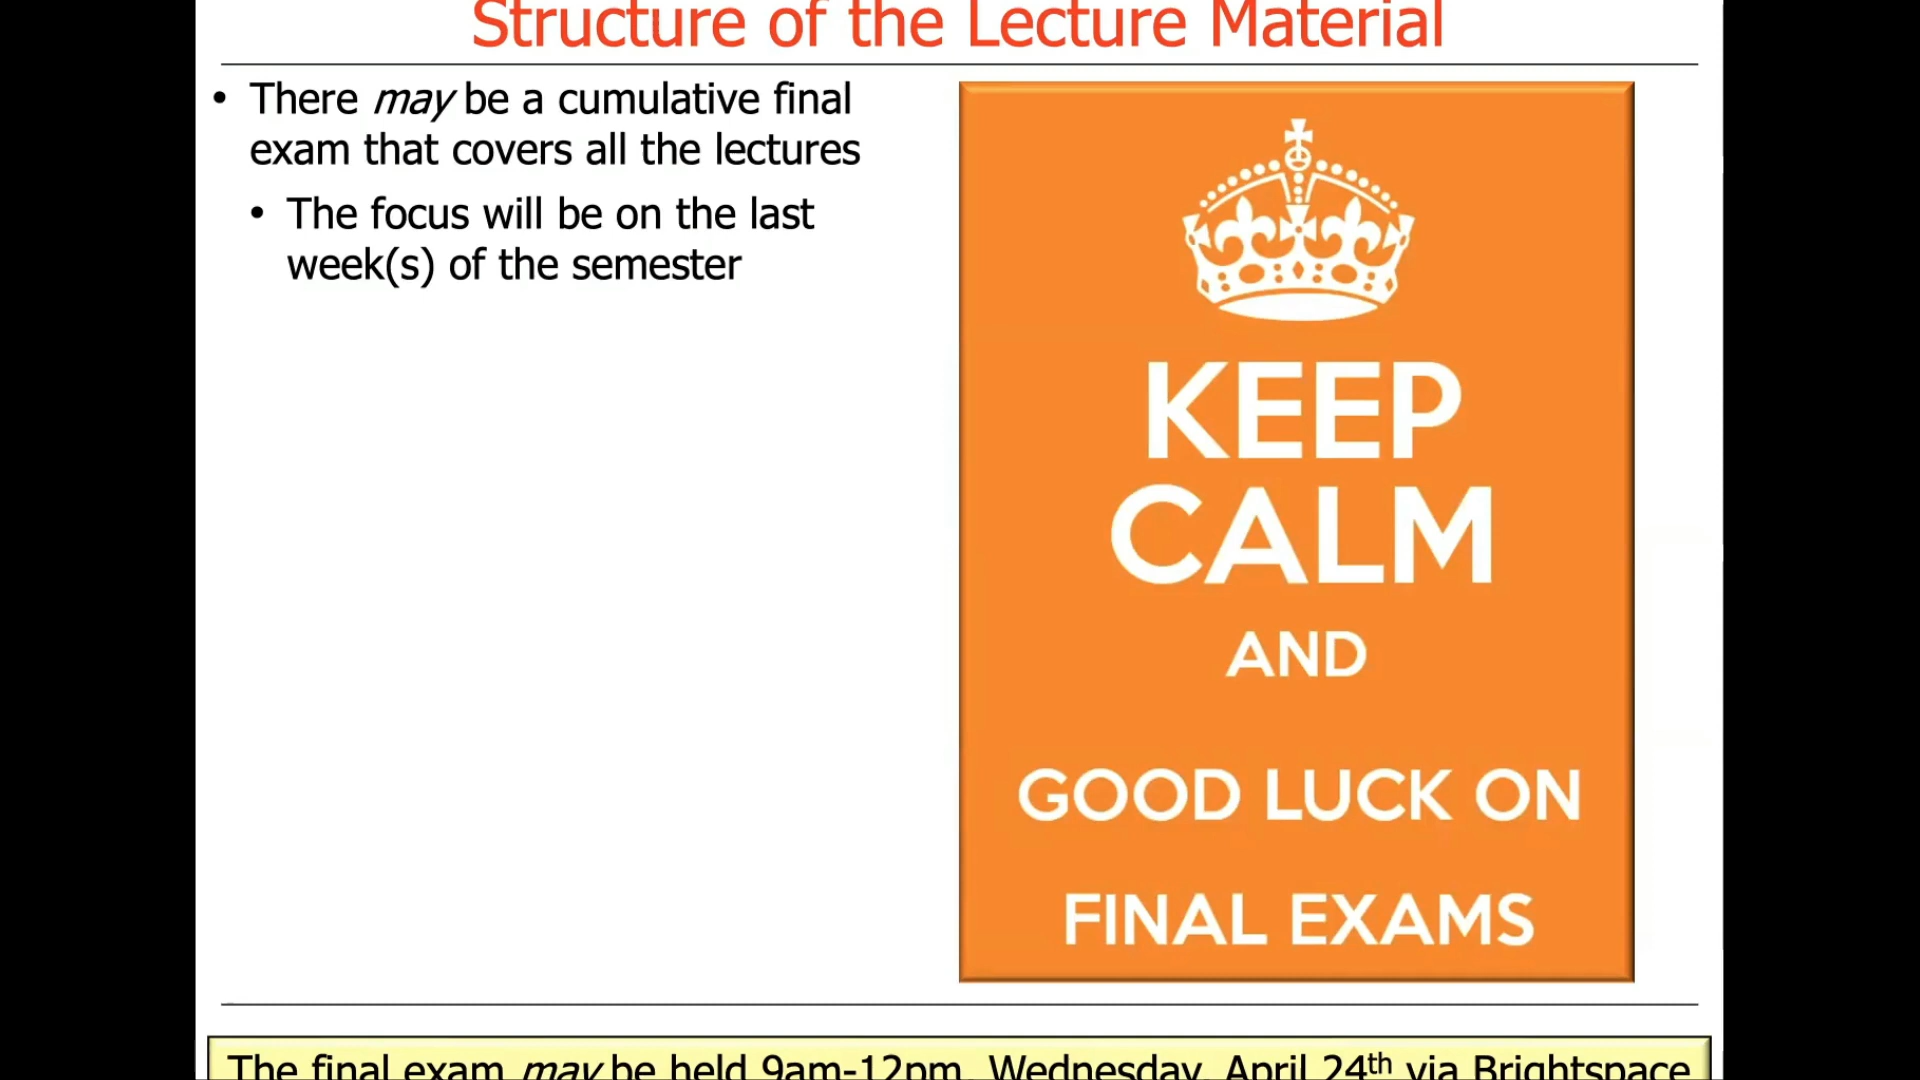 Structure of the Lecture Material
• There may be a cumulative final
exam that covers all the lectures
• The focus will be on the last
week(s) of the semester
KEEP
CALM
AND
GOOD LUCK ON
FINAL EXAMS
The final exam may be held 9am-12pm, Wednesday, April 24th via Brightspace